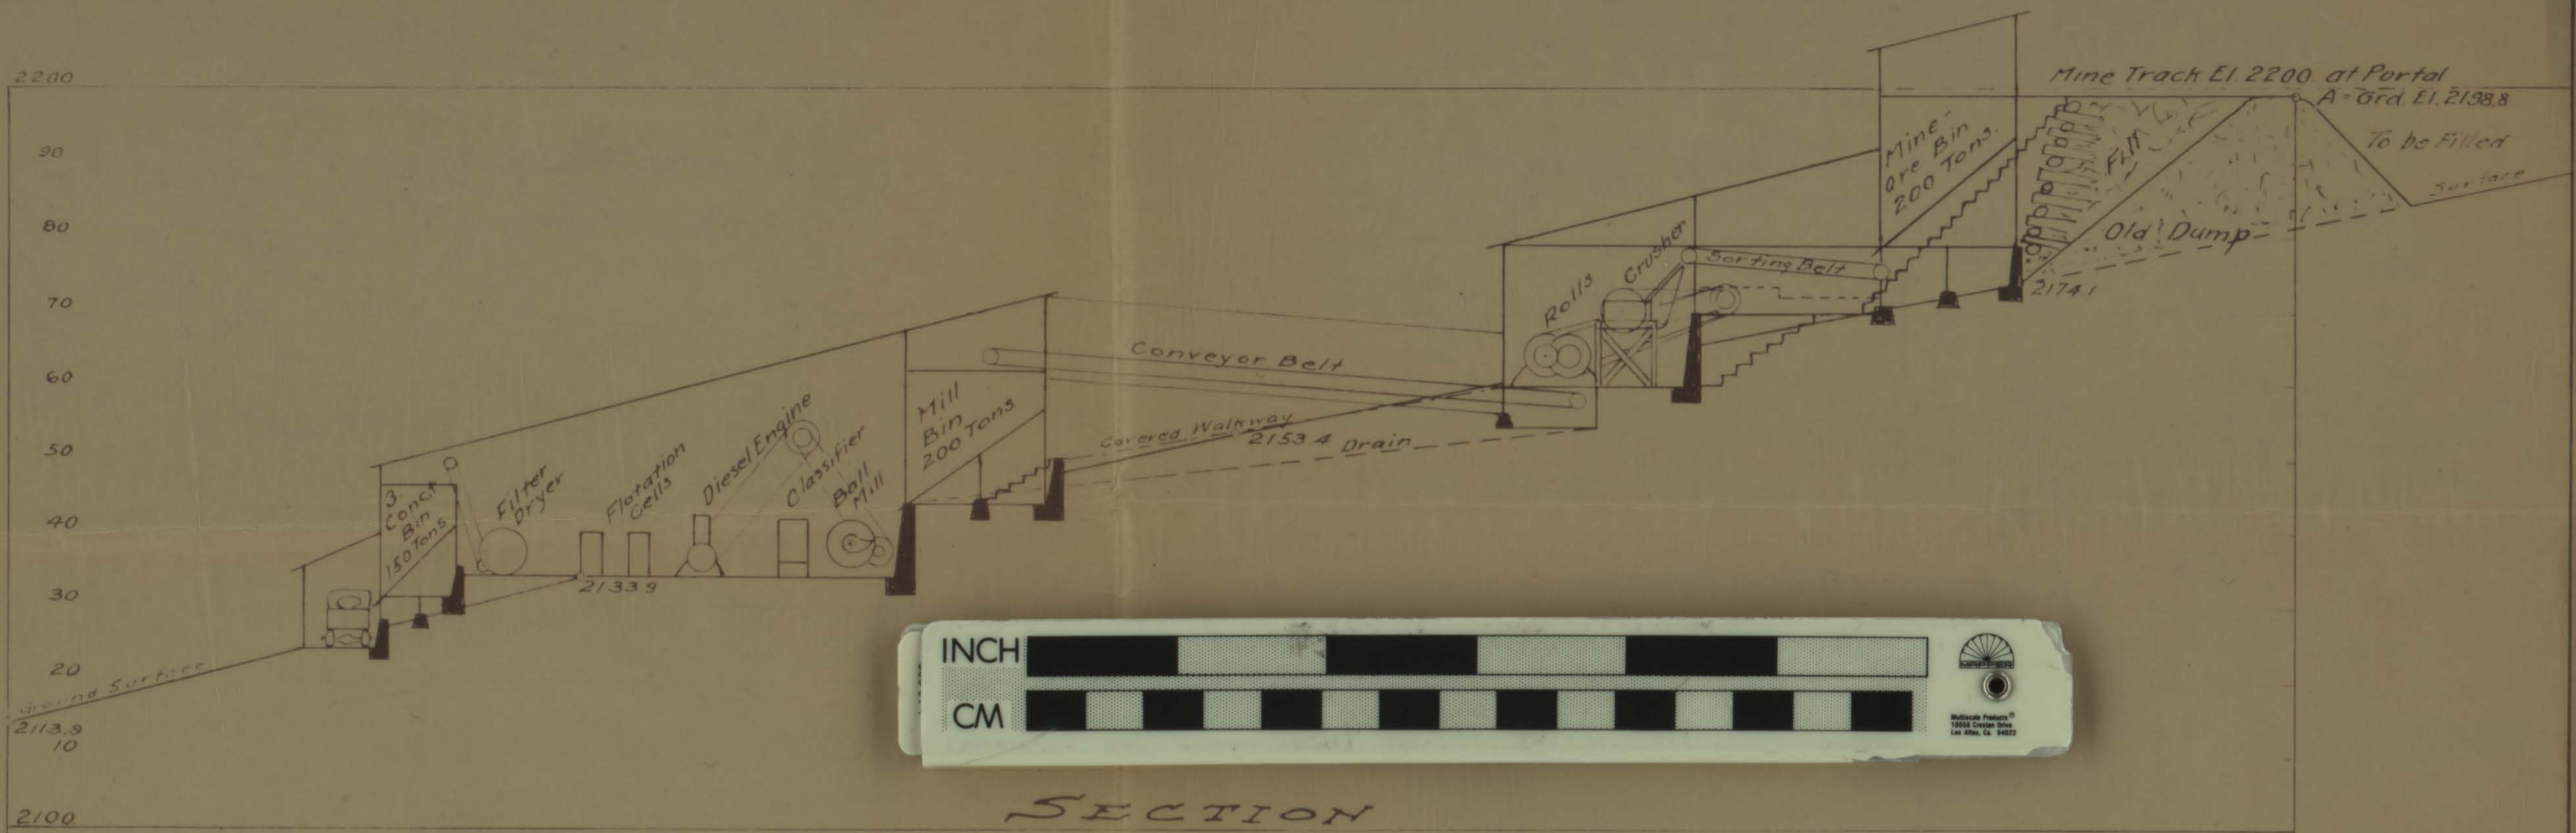 2200
90
80
70
60
50
40
30
20
10
2100
Mine Track El. 2200 at Portal
A = Grd. El. 2198.8
To be Filled
Surface
Mine-
ore Bin
200 Tons.
Fill
Old Dump
2174.1
Sorting Belt
Crusher
Rolls
Conveyor Belt
Covered Walkway
2153.4
Drain
Mill
Bin
200 Tons
Ball
Mill
Classifier
Diesel Engine
Flotation
Cells
Filter
Dryer
3
Conct
Bin
150 Tons
2133.9
Ground Surface
2113.9
INCH
CM
Multiscale Products®
Los Altos, Ca. 94022
SECTION